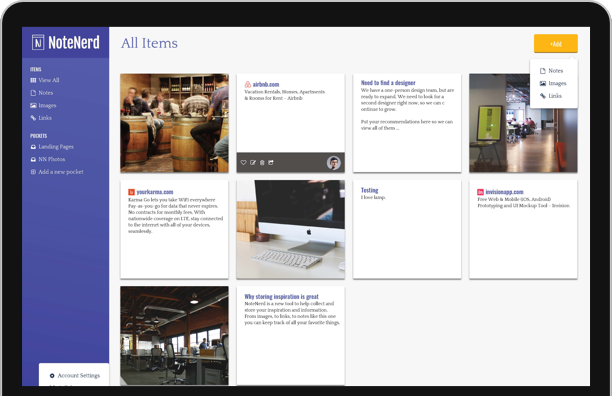 NoteNerd
All Items
+Add
Notes
Images
Links
ITEMS
View All
Notes
Images
Links
POCKETS
Landing Pages
NN Photos
Add a new pocket
airbnb.com
Vacation Rentals, Homes, Apartments
& Rooms for Rent - Airbnb
Need to find a designer
We have a one-person design team, but are
ready to expand. We need to look for a
second designer right now, so we can c
ontinue to grow.
Put your recommendations here so we can
view all of them ...
yourkarma.com
Karma Go lets you take WiFi everywhere
Pay-as-you-go for data that never expires.
No contracts for monthly fees. With
nationwide coverage on LTE, stay connected
to the internet with all of your devices,
seamlessly.
Testing
I love lamp.
invisionapp.com
Free Web & Mobile (iOS, Android)
Prototyping and UI Mockup Tool - Invision
Why storing inspiration is great
NoteNerd is a new tool to help collect and
store your inspiration and information.
From images, to links, to notes like this one
you can keep track of all your favorite things.
Account Settings